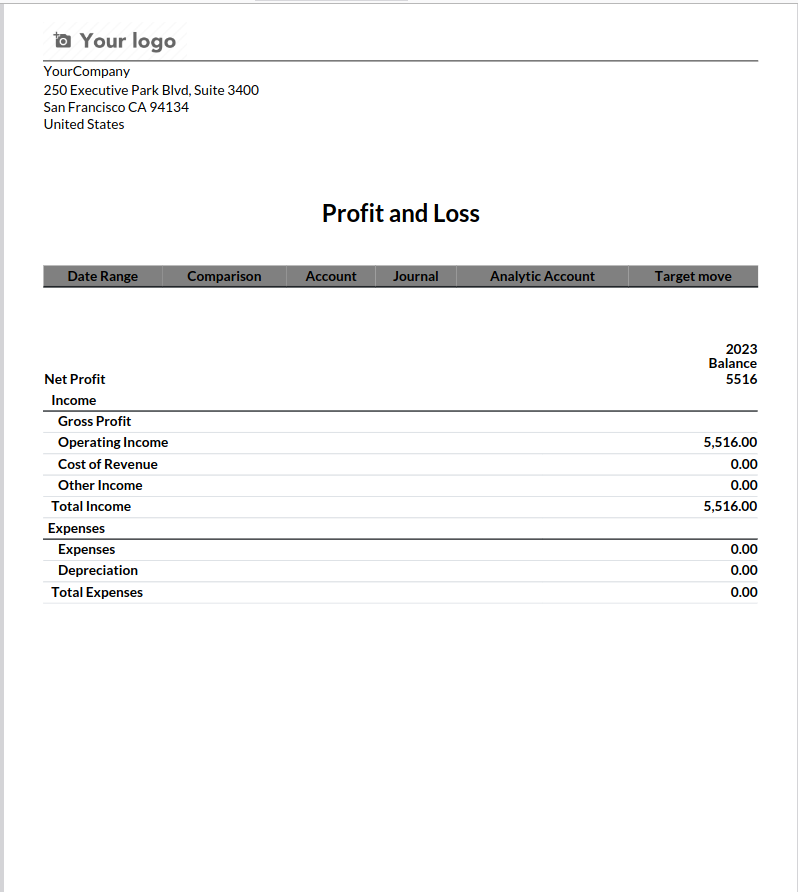 Your logo
YourCompany
250 Executive Park Blvd, Suite 3400
San Francisco CA 94134
United States
Profit and Loss
Date Range Comparison Account Journal Analytic Account Target move
2023
Balance
Net Profit 5516
Income
Gross Profit
Operating Income 5,516.00
Cost of Revenue 0.00
Other Income 0.00
Total Income 5,516.00
Expenses
Expenses 0.00
Depreciation 0.00
Total Expenses 0.00